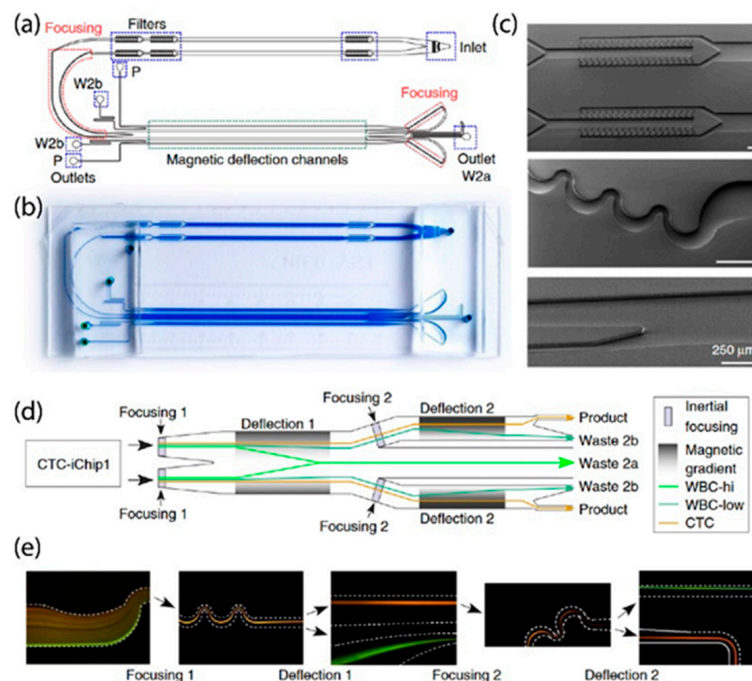 (a)
Focusing
Filters
Inlet
P
W2b
Focusing
W2b
P
Outlets
Magnetic deflection channels
Outlet
W2a
(b)
(c)
250 µm
(d)
Focusing 1
Deflection 1
Focusing 2
Deflection 2
CTC-iChip1
Product
Waste 2b
Waste 2a
Waste 2b
Product
Focusing 1
Focusing 2
Deflection 2
Inertial
focusing
Magnetic
gradient
WBC-hi
WBC-low
CTC
(e)
Focusing 1
Deflection 1
Focusing 2
Deflection 2